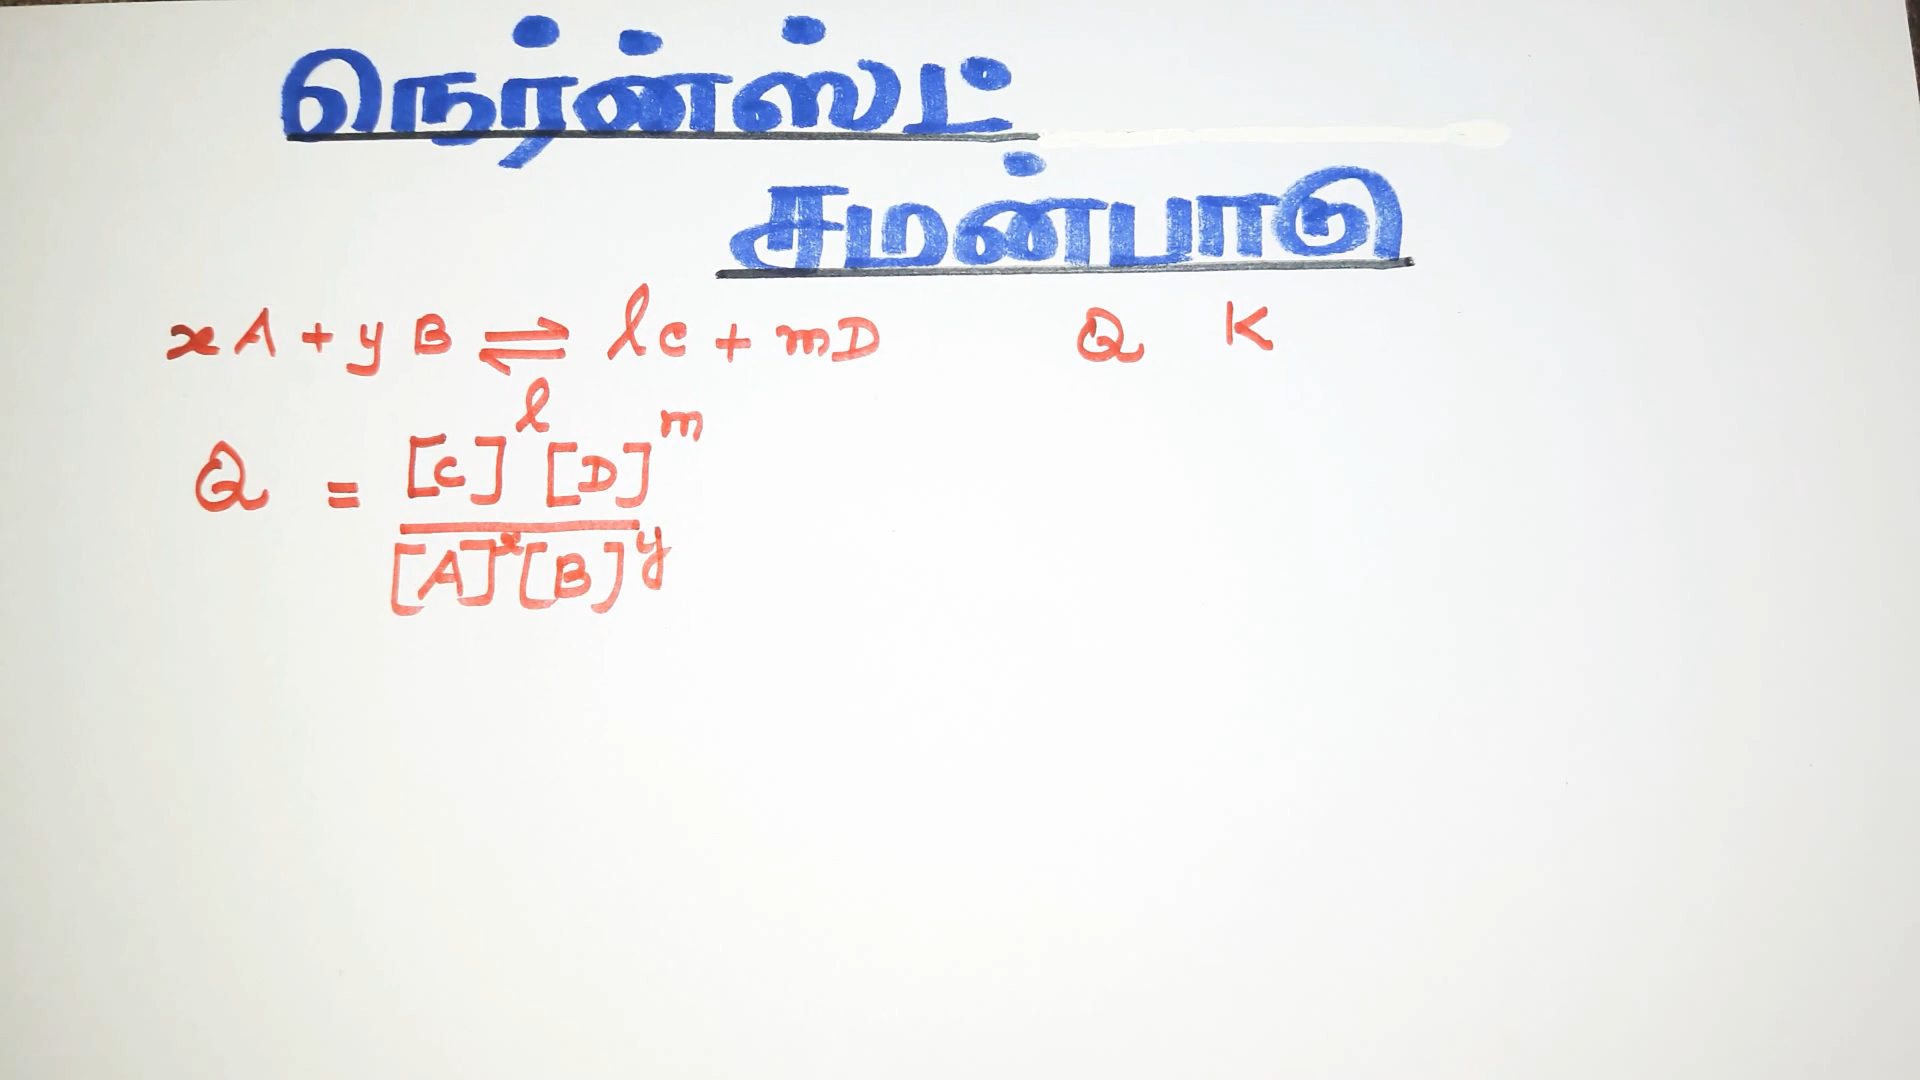 நெர்ன்ஸ்ட்
சமன்பாடு
xA + yB ⇌ lC + mD Q K
Q = [C]^l [D]^m / [A]^x [B]^y